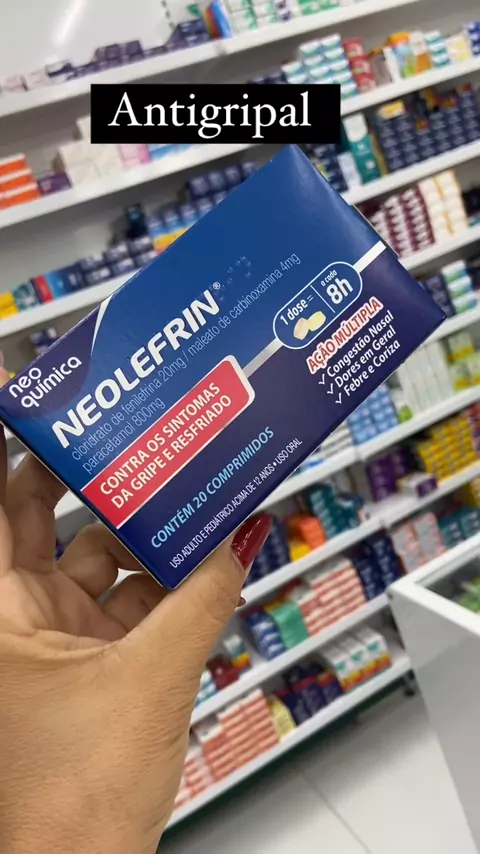 Antigripal
neo
química
NEOLEFRIN®
cloridrato de fenilefrina 20mg / maleato de carbinoxamina 4mg
paracetamol 800mg
1 dose =
a cada
8h
AÇÃO MÚLTIPLA
✓ Congestão Nasal
✓ Dores em Geral
✓ Febre e Coriza
CONTRA OS SINTOMAS
DA GRIPE E RESFRIADO
CONTÉM 20 COMPRIMIDOS
USO ADULTO E PEDIÁTRICO ACIMA DE 12 ANOS • USO ORAL